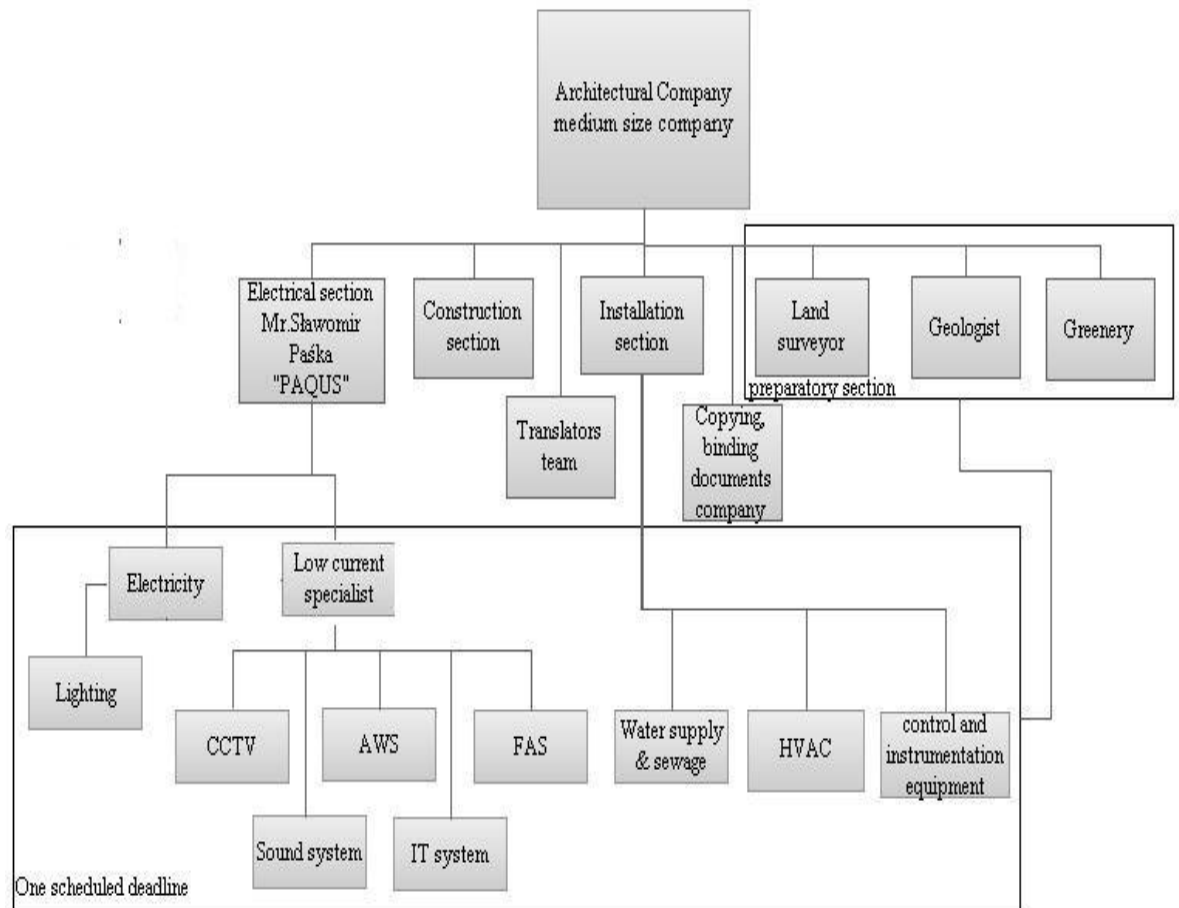 Architectural Company
medium size company
Electrical section
Mr.Sławomir
Paśka
"PAQUS"
Construction
section
Installation
section
Land
surveyor
Geologist
Greenery
preparatory section
Translators
team
Copying,
binding
documents
company
Electricity
Low current
specialist
Lighting
CCTV
AWS
FAS
Water supply
& sewage
HVAC
control and
instrumentation
equipment
Sound system
IT system
One scheduled deadline